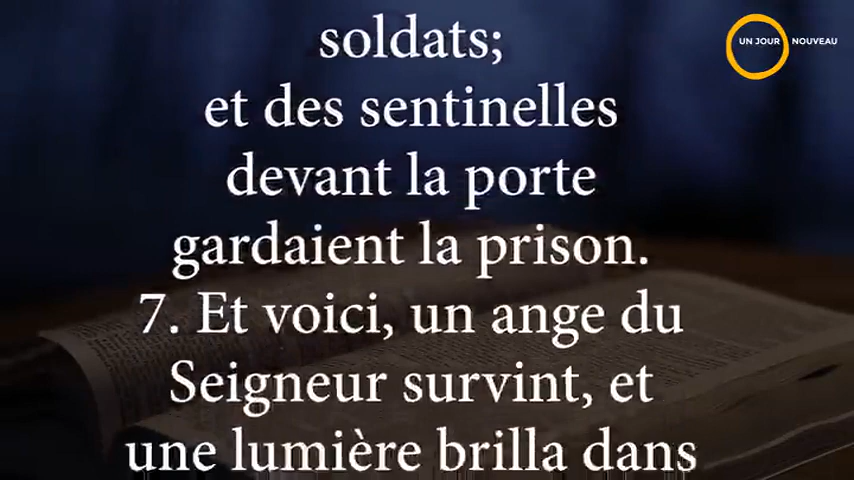 soldats;
et des sentinelles
devant la porte
gardaient la prison.
7. Et voici, un ange du
Seigneur survint, et
une lumière brilla dans
UN JOUR NOUVEAU